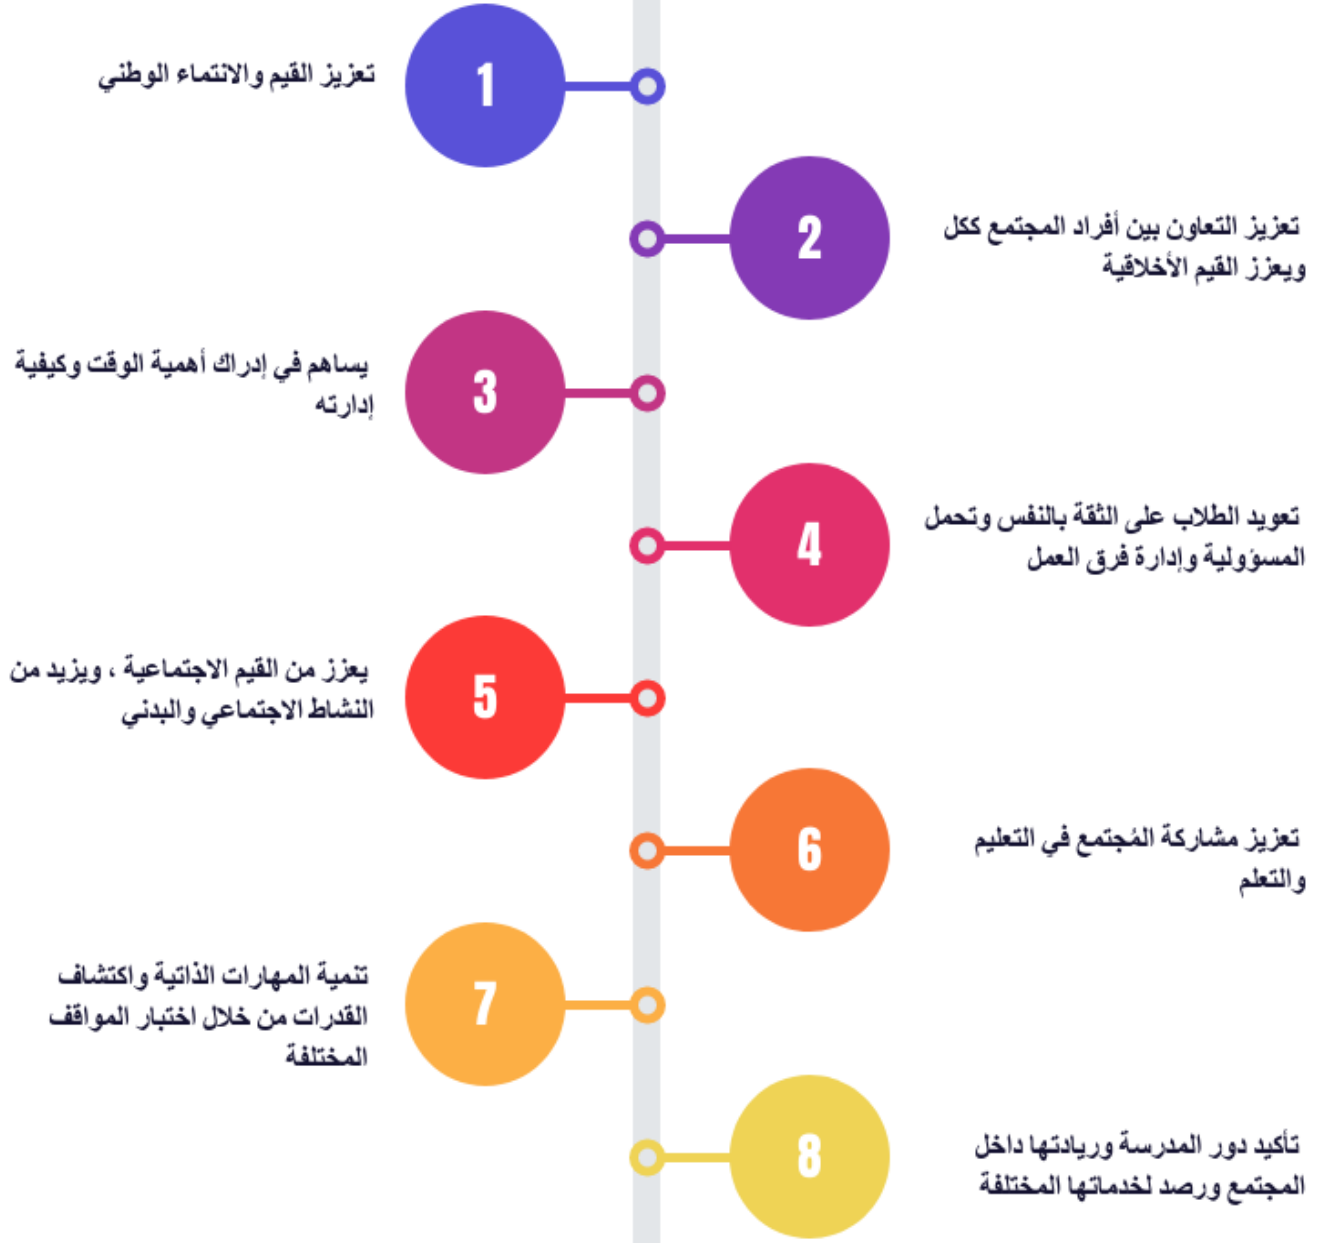 1
تعزيز القيم والانتماء الوطني
2
تعزيز التعاون بين أفراد المجتمع ككل
ويعزز القيم الأخلاقية
3
يساهم في إدراك أهمية الوقت وكيفية
إدارته
4
تعويد الطلاب على الثقة بالنفس وتحمل
المسؤولية وإدارة فرق العمل
5
يعزز من القيم الاجتماعية ، ويزيد من
النشاط الاجتماعي والبدني
6
تعزيز مشاركة المُجتمع في التعليم
والتعلم
7
تنمية المهارات الذاتية واكتشاف
القدرات من خلال اختبار المواقف
المختلفة
8
تأكيد دور المدرسة وريادتها داخل
المجتمع ورصد لخدماتها المختلفة